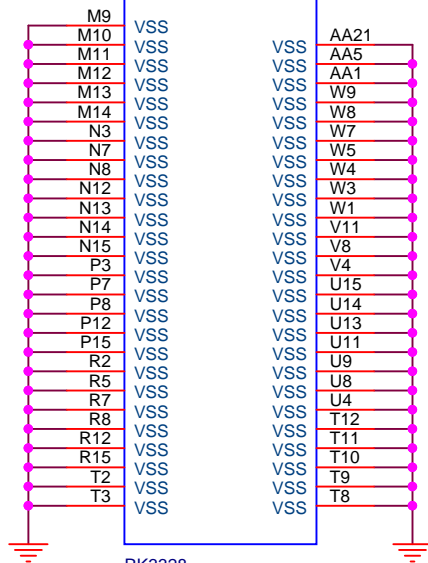 M9 VSS
M10 VSS VSS AA21
M11 VSS VSS AA5
M12 VSS VSS AA1
M13 VSS VSS W9
M14 VSS VSS W8
N3 VSS VSS W7
N7 VSS VSS W5
N8 VSS VSS W4
N12 VSS VSS W3
N13 VSS VSS W1
N14 VSS VSS V11
N15 VSS VSS V8
P3 VSS VSS V4
P7 VSS VSS U15
P8 VSS VSS U14
P12 VSS VSS U13
P15 VSS VSS U11
R2 VSS VSS U9
R5 VSS VSS U8
R7 VSS VSS U4
R8 VSS VSS T12
R12 VSS VSS T11
R15 VSS VSS T10
T2 VSS VSS T9
T3 VSS VSS T8